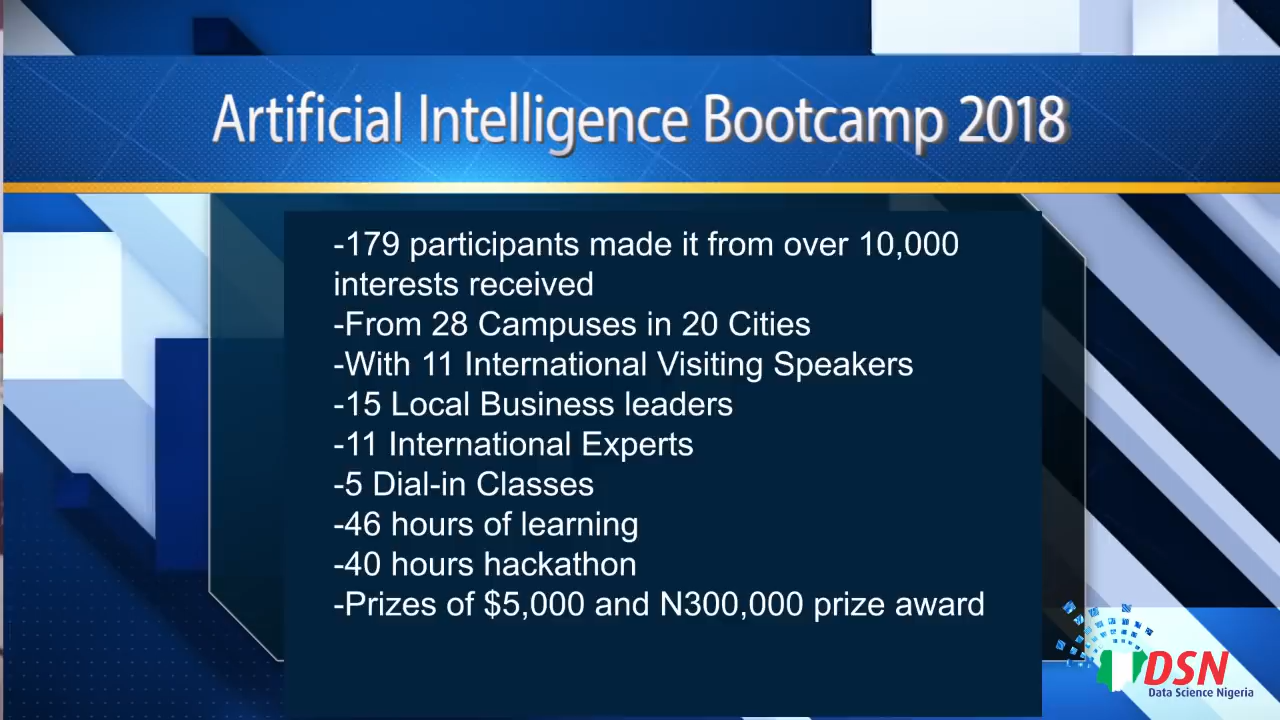 Artificial Intelligence Bootcamp 2018
-179 participants made it from over 10,000
interests received
-From 28 Campuses in 20 Cities
-With 11 International Visiting Speakers
-15 Local Business leaders
-11 International Experts
-5 Dial-in Classes
-46 hours of learning
-40 hours hackathon
-Prizes of $5,000 and N300,000 prize award
DSN
Data Science Nigeria